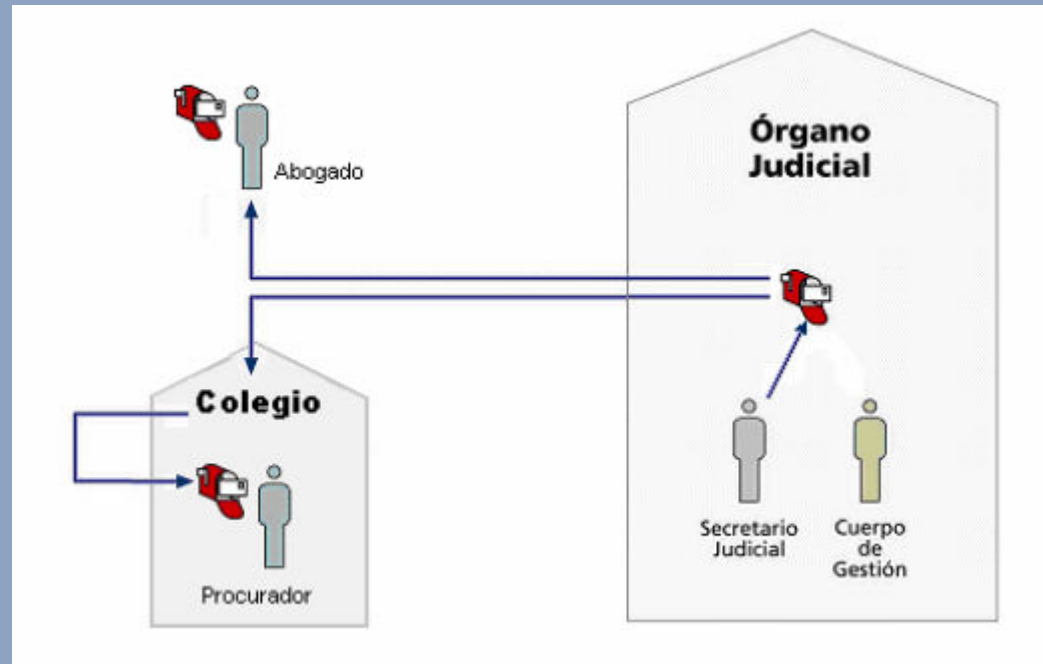 Abogado
Órgano
Judicial
Colegio
Procurador
Secretario
Judicial
Cuerpo
de
Gestión